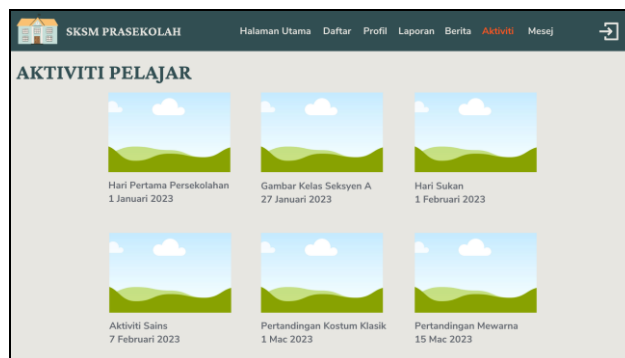 SKSM PRASEKOLAH
Halaman Utama Daftar Profil Laporan Berita Aktiviti Mesej
AKTIVITI PELAJAR
Hari Pertama Persekolahan
1 Januari 2023
Gambar Kelas Seksyen A
27 Januari 2023
Hari Sukan
1 Februari 2023
Aktiviti Sains
7 Februari 2023
Pertandingan Kostum Klasik
1 Mac 2023
Pertandingan Mewarna
15 Mac 2023